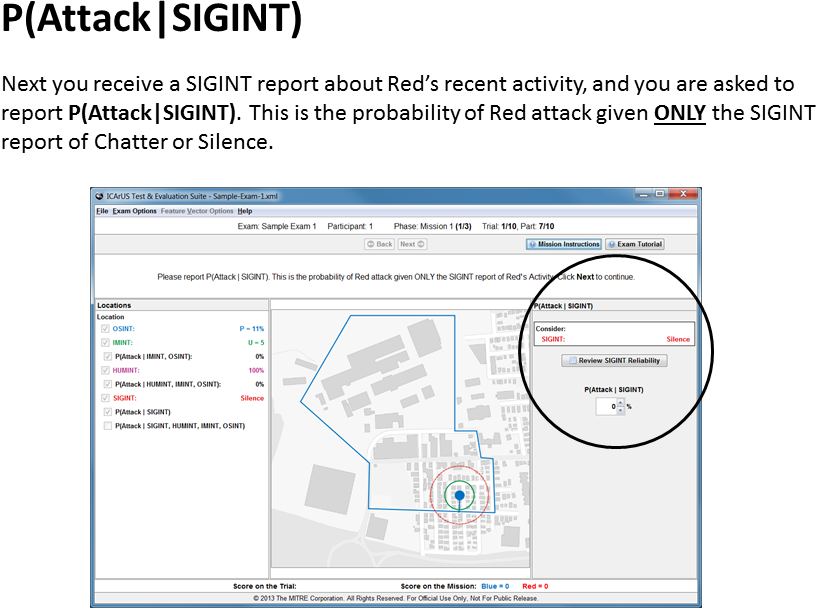 P(Attack|SIGINT)
Next you receive a SIGINT report about Red’s recent activity, and you are asked to
report P(Attack|SIGINT). This is the probability of Red attack given ONLY the SIGINT
report of Chatter or Silence.
ICArUS Test & Evaluation Suite - Sample-Exam-1.xml
File Exam Options Feature Vector Options Help
Exam: Sample Exam 1 Participant: 1 Phase: Mission 1 (1/3) Trial: 1/10, Part: 7/10
Back Next Mission Instructions Exam Tutorial
Please report P(Attack | SIGINT). This is the probability of Red attack given ONLY the SIGINT report of Red's Activity. Click Next to continue.
Locations
Location
OSINT: P = 11%
IMINT: U = 5
P(Attack | IMINT, OSINT): 0%
HUMINT: 100%
P(Attack | HUMINT, IMINT, OSINT): 0%
SIGINT: Silence
P(Attack | SIGINT)
P(Attack | SIGINT, HUMINT, IMINT, OSINT)
P(Attack | SIGINT)
Consider:
SIGINT: Silence
Review SIGINT Reliability
P(Attack | SIGINT)
0 %
Score on the Trial: Score on the Mission: Blue = 0 Red = 0
© 2013 The MITRE Corporation. All Rights Reserved. For Official Use Only, Not For Public Release.